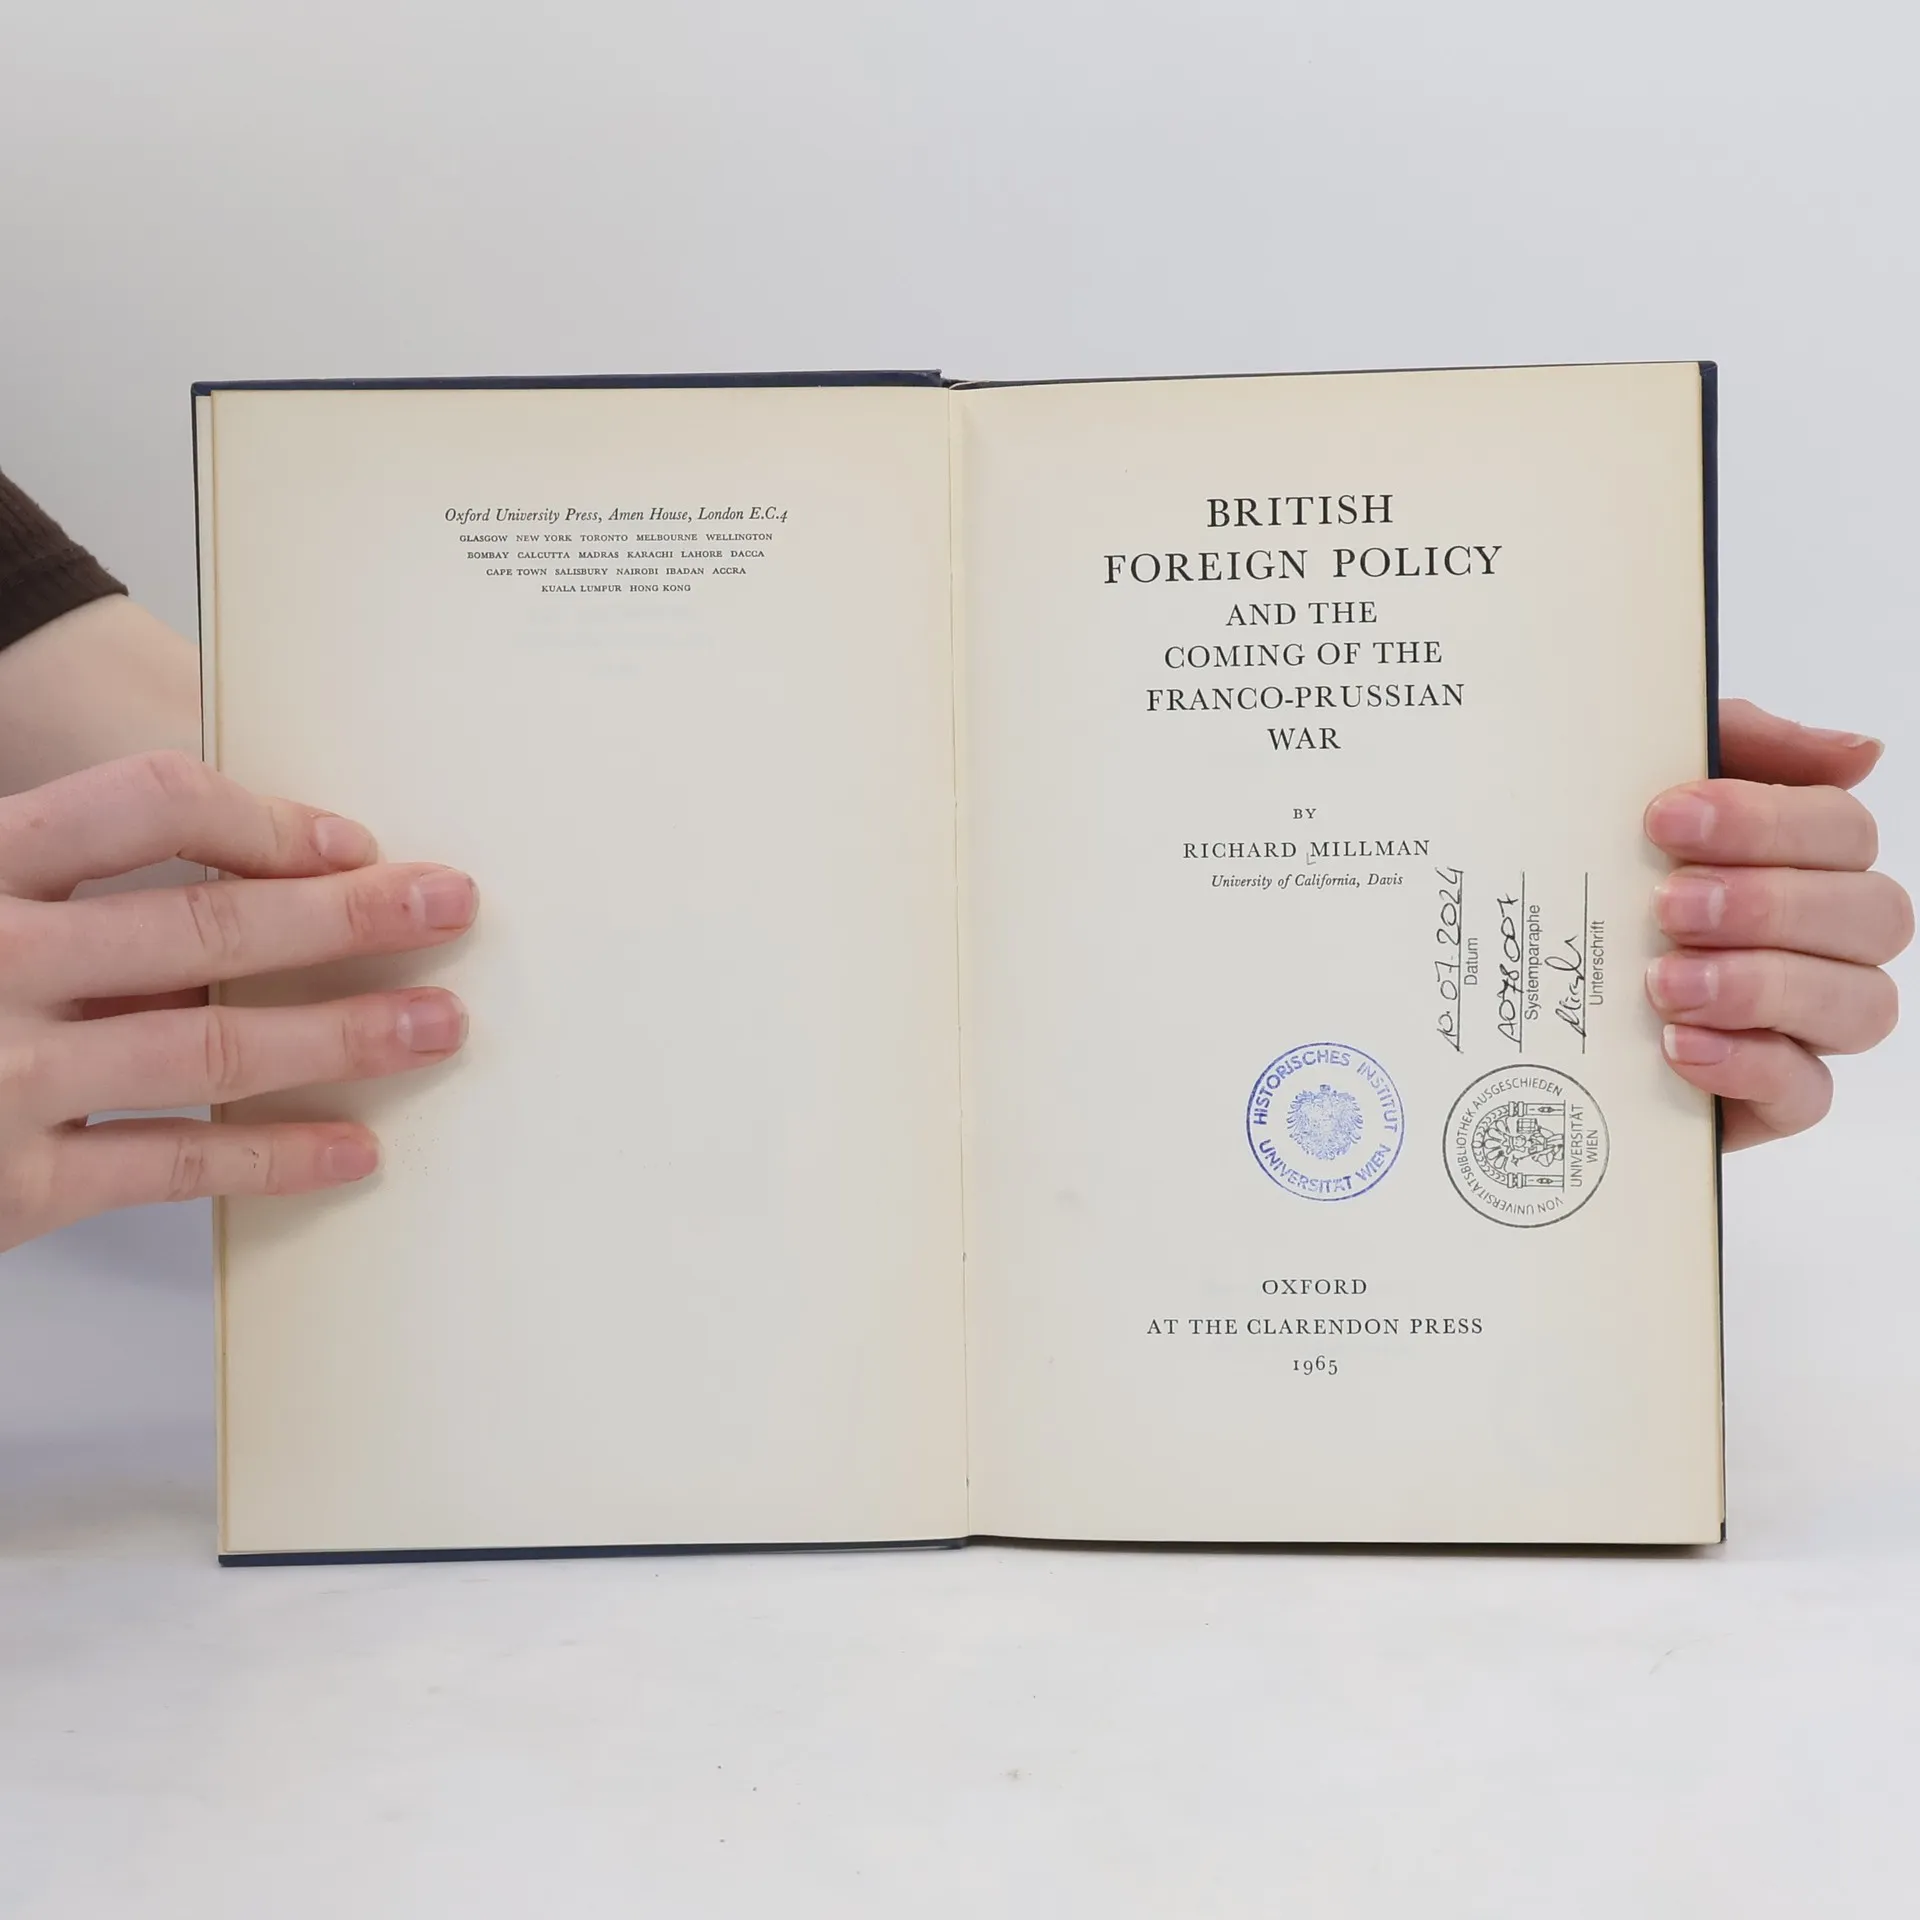 Oxford University Press, Amen House, London E.C.4
GLASGOW NEW YORK TORONTO MELBOURNE WELLINGTON
BOMBAY CALCUTTA MADRAS KARACHI LAHORE DACCA
CAPE TOWN SALISBURY NAIROBI IBADAN ACCRA
KUALA LUMPUR HONG KONG
BRITISH
FOREIGN POLICY
AND THE
COMING OF THE
FRANCO-PRUSSIAN
WAR
BY
RICHARD MILLMAN
University of California, Davis
10.07.2024
Datum
A078007
Systemparaphe
Unterschrift
HISTORISCHES INSTITUT
UNIVERSITÄT WIEN
VON UNIVERSITÄTSBIBLIOTHEK AUSGESCHIEDEN
UNIVERSITÄT
WIEN
OXFORD
AT THE CLARENDON PRESS
1965